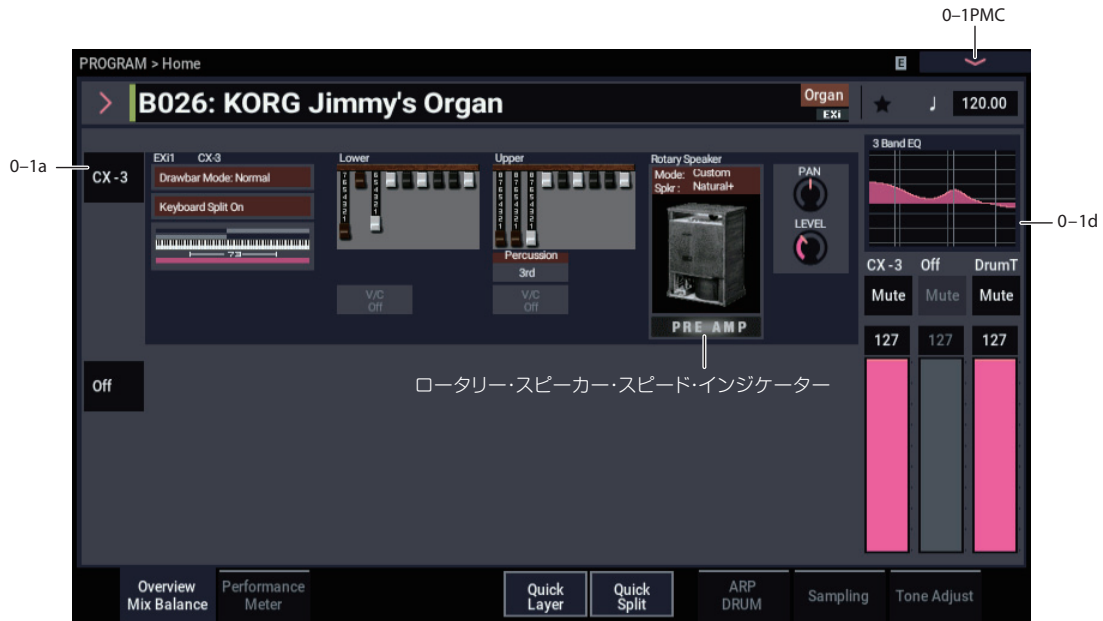 0–1PMC
PROGRAM > Home
E
B026: KORG Jimmy's Organ
Organ
EXi
♩ 120.00
0–1a
CX-3
EXi1 CX-3
Drawbar Mode: Normal
Keyboard Split On
73
Lower
V/C
Off
Upper
Percussion
3rd
V/C
Off
Rotary Speaker
Mode: Custom
Spkr: Natural+
PRE AMP
PAN
LEVEL
3 Band EQ
0–1d
CX-3 Off DrumT
Mute Mute Mute
127 127 127
ロータリー・スピーカー・スピード・インジケーター
Off
Overview
Mix Balance
Performance
Meter
Quick
Layer
Quick
Split
ARP
DRUM
Sampling
Tone Adjust